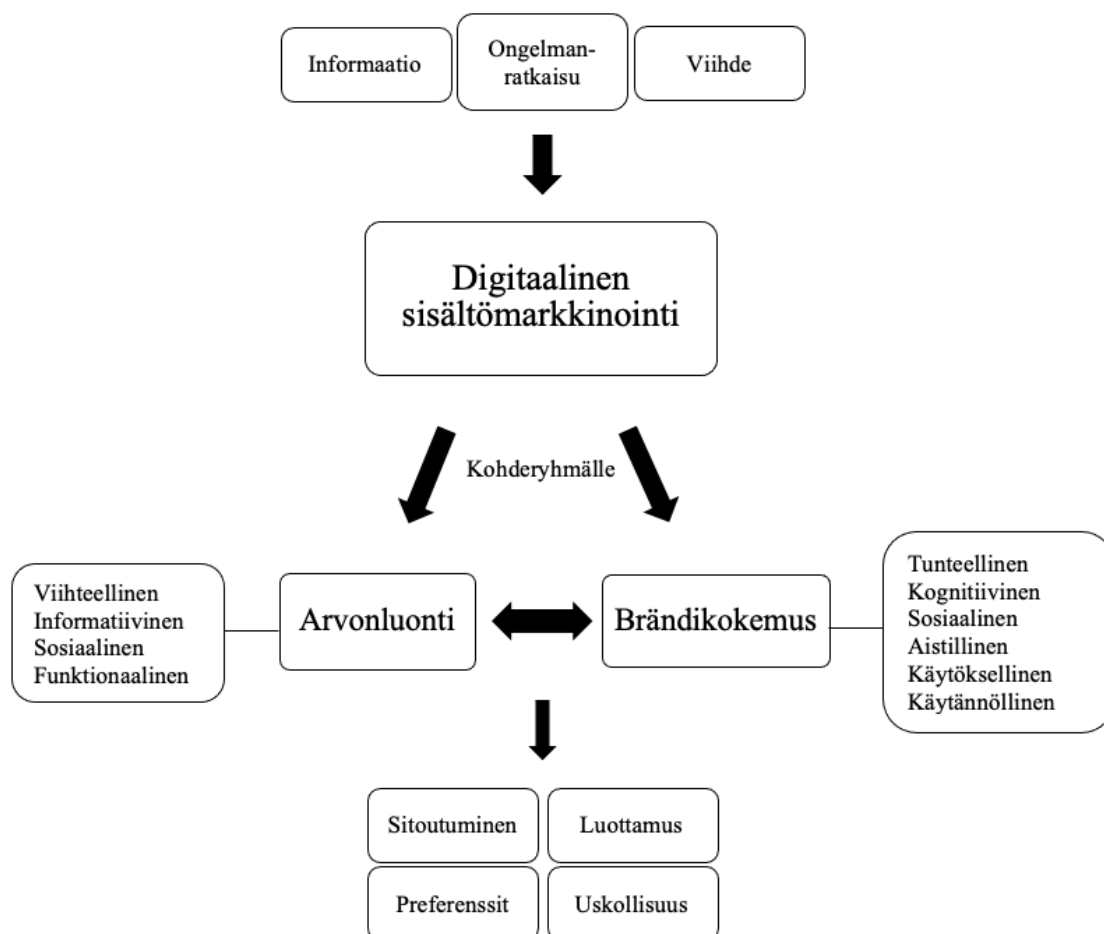 Informaatio
Ongelman-
ratkaisu
Viihde
Digitaalinen
sisältömarkkinointi
Kohderyhmälle
Viihteellinen
Informatiivinen
Sosiaalinen
Funktionaalinen
Arvonluonti
Brändikokemus
Tunteellinen
Kognitiivinen
Sosiaalinen
Aistillinen
Käytöksellinen
Käytännöllinen
Sitoutuminen
Luottamus
Preferenssit
Uskollisuus